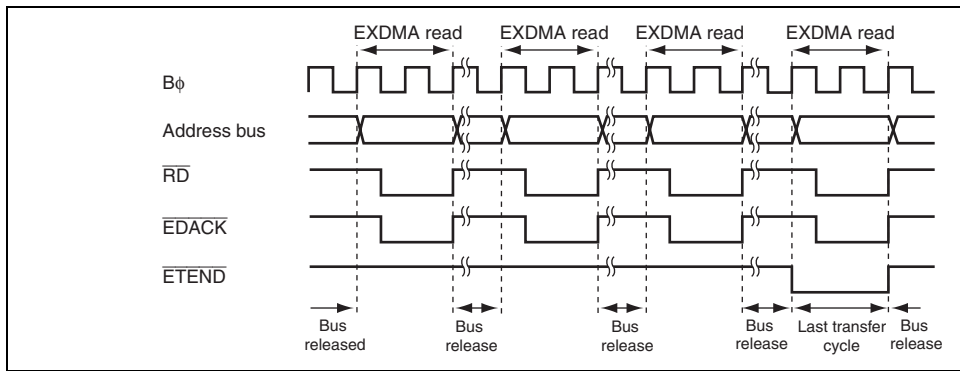 EXDMA read EXDMA read EXDMA read EXDMA read
Bϕ
Address bus
RD
EDACK
ETEND
Bus released
Bus release
Bus release
Bus release
Last transfer cycle
Bus release